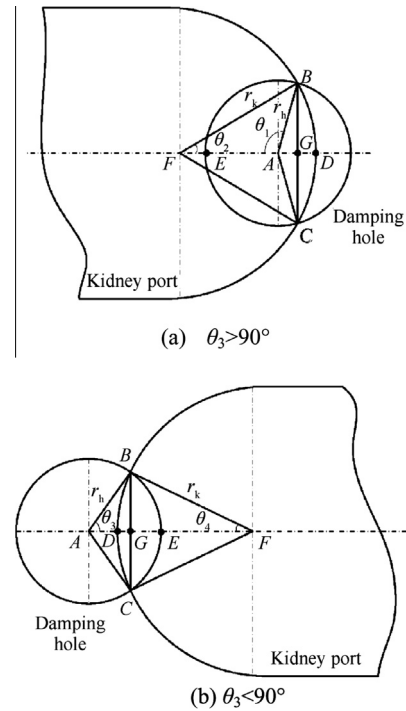 B
r_k
r_h
θ_1
θ_2
F
E
A
G
D
C
Damping
hole
Kidney port
(a) θ_3>90°
B
r_h
r_k
θ_3
θ_4
A
D
G
E
F
C
Damping
hole
Kidney port
(b) θ_3<90°